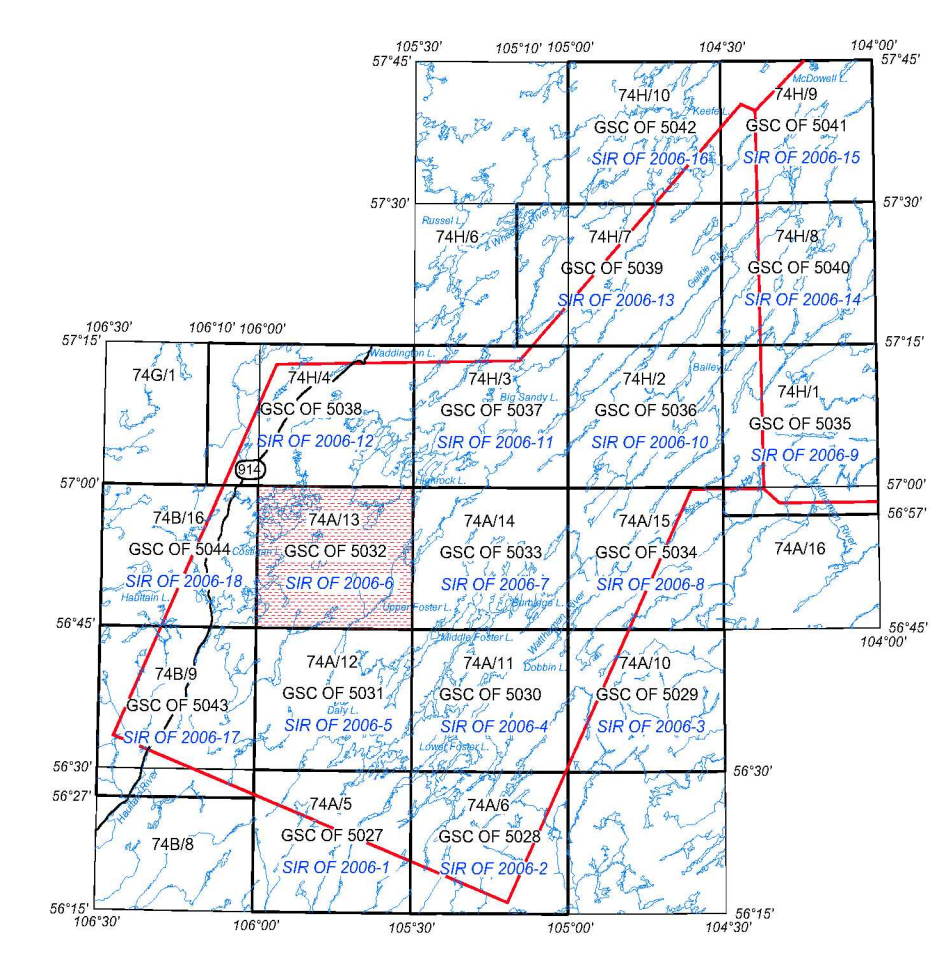 105°30'
105°10'
105°00'
104°30'
104°00'
57°45'
57°45'
McDowell L.
74H/10
74H/9
Keefe L.
GSC OF 5042
GSC OF 5041
SIR OF 2006-16
SIR OF 2006-15
57°30'
57°30'
Russel L.
Wheeler River
74H/6
74H/7
74H/8
Geikie River
GSC OF 5039
GSC OF 5040
SIR OF 2006-13
SIR OF 2006-14
106°30'
106°10'
106°00'
57°15'
57°15'
Waddington L.
74G/1
74H/4
74H/3
74H/2
Bailey L.
74H/1
Big Sandy L.
GSC OF 5038
GSC OF 5037
GSC OF 5036
GSC OF 5035
SIR OF 2006-12
SIR OF 2006-11
SIR OF 2006-10
SIR OF 2006-9
914
Highrock L.
57°00'
57°00'
56°57'
74B/16
74A/13
74A/14
74A/15
74A/16
River
GSC OF 5044
GSC OF 5032
GSC OF 5033
GSC OF 5034
SIR OF 2006-18
SIR OF 2006-6
SIR OF 2006-7
SIR OF 2006-8
Haultain L.
Upper Foster L.
River
56°45'
104°00'
56°45'
Middle Foster L.
74B/9
74A/12
74A/11
Dobbin L.
74A/10
GSC OF 5043
GSC OF 5031
GSC OF 5030
GSC OF 5029
Daly L.
SIR OF 2006-17
SIR OF 2006-5
SIR OF 2006-4
SIR OF 2006-3
Lower Foster L.
56°30'
56°30'
56°27'
Haultain River
74B/8
74A/5
74A/6
GSC OF 5027
GSC OF 5028
SIR OF 2006-1
SIR OF 2006-2
56°15'
56°15'
106°30'
106°00'
105°30'
105°00'
104°30'